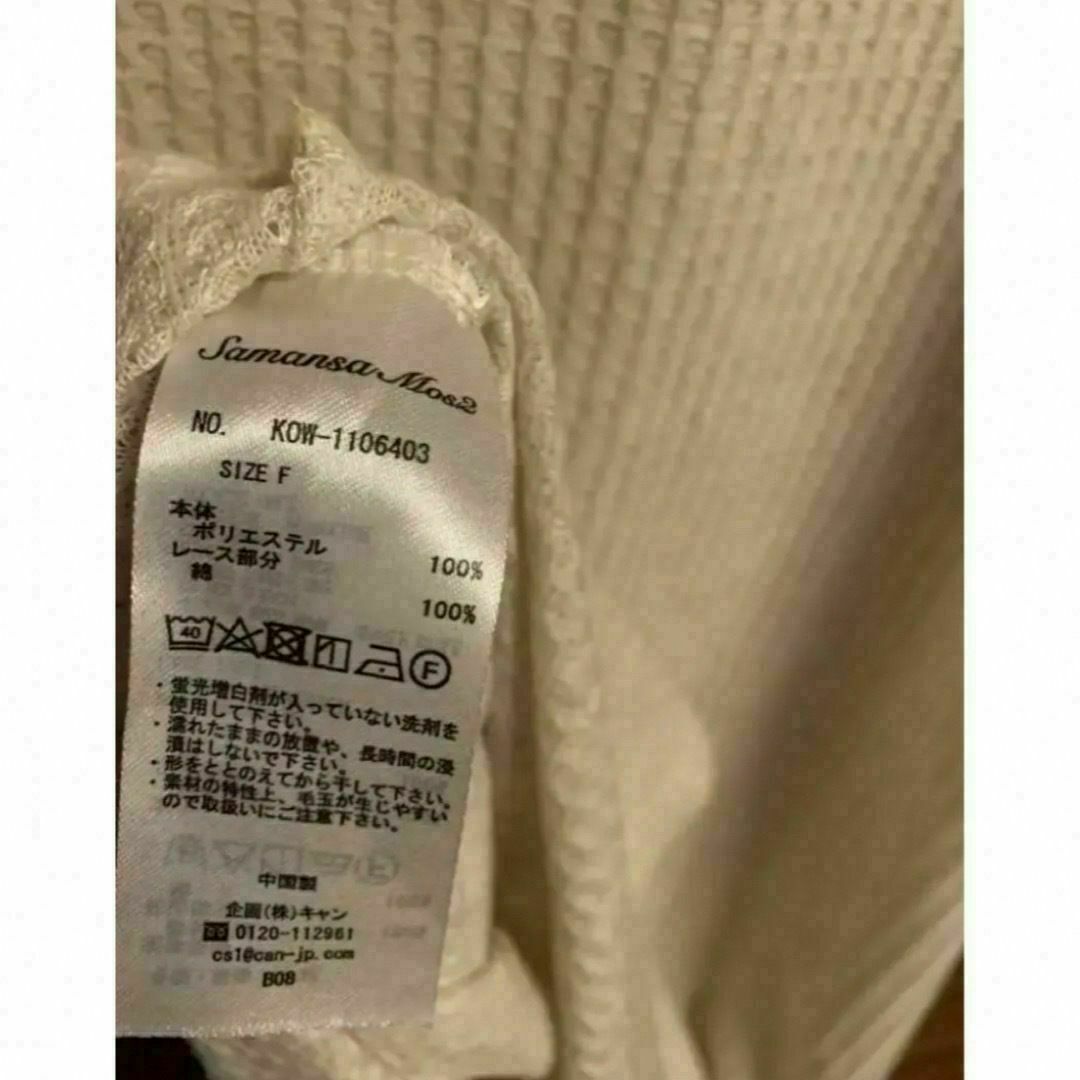 Samansa Mos2
NO. KOW-1106403
SIZE F
本体
ポリエステル 100%
レース部分
綿 100%
40 F
・蛍光増白剤が入っていない洗剤を
使用して下さい。
・濡れたままの放置や、長時間の浸
漬はしないで下さい。
・形をととのえてから干して下さい。
・素材の特性上、毛玉が生じやすい
ので取扱いにご注意下さい。
中国製
企画(株)キャン
0120-112961
cs1@can-jp.com
B08